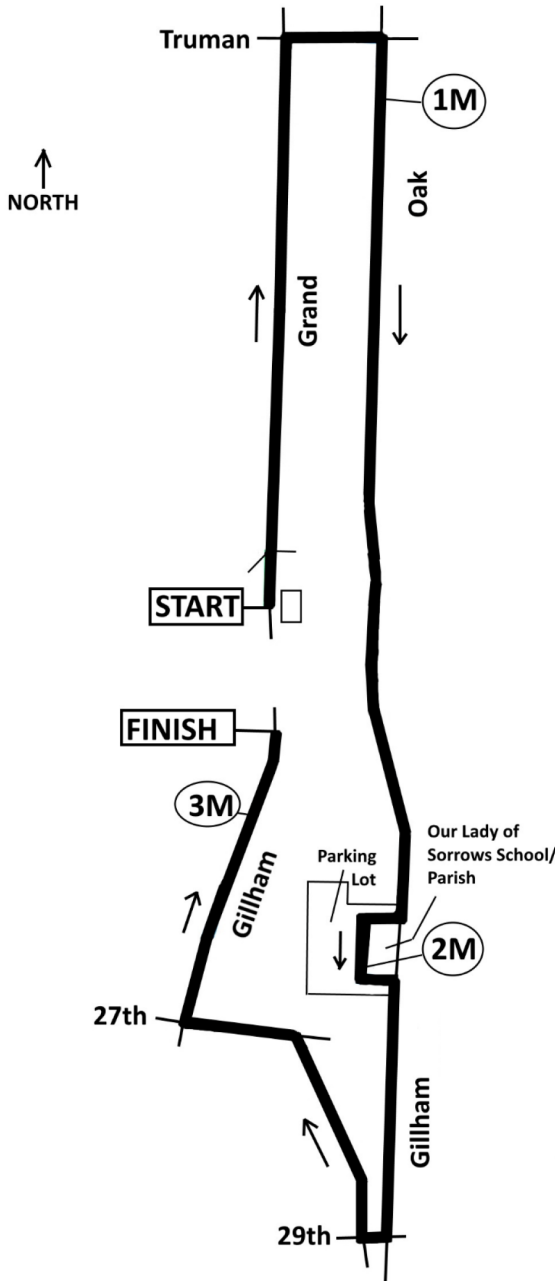 Truman
1M
NORTH
Oak
Grand
START
FINISH
3M
Our Lady of
Sorrows School/
Parish
Parking
Lot
Gillham
2M
27th
Gillham
29th